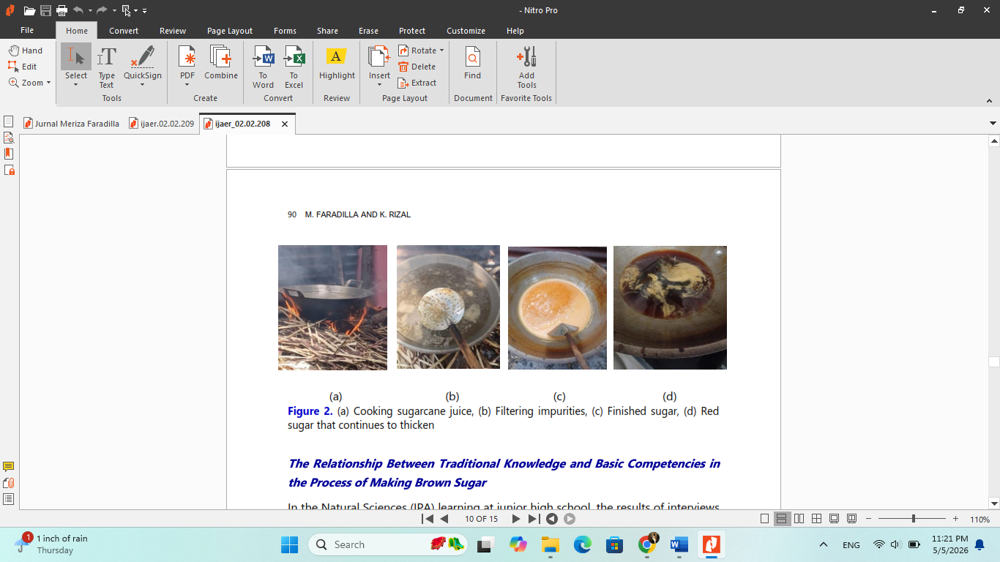 - Nitro Pro
File
Home
Convert
Review
Page Layout
Forms
Share
Erase
Protect
Customize
Help
Hand
Edit
Zoom
Select
Type
Text
QuickSign
Tools
PDF
Combine
Create
To
Word
To
Excel
Convert
Highlight
Review
Insert
Rotate
Delete
Extract
Page Layout
Find
Document
Add
Tools
Favorite Tools
Jurnal Meriza Faradilla
ijaer.02.02.209
ijaer_02.02.208
90 M. FARADILLA AND K. RIZAL
(a) (b) (c) (d)
Figure 2. (a) Cooking sugarcane juice, (b) Filtering impurities, (c) Finished sugar, (d) Red
sugar that continues to thicken
The Relationship Between Traditional Knowledge and Basic Competencies in
the Process of Making Brown Sugar
In the Natural Sciences (IPA) learning at junior high school, the results of interviews
10 OF 15
110%
1
1 inch of rain
Thursday
Search
ENG
11:21 PM
5/5/2026